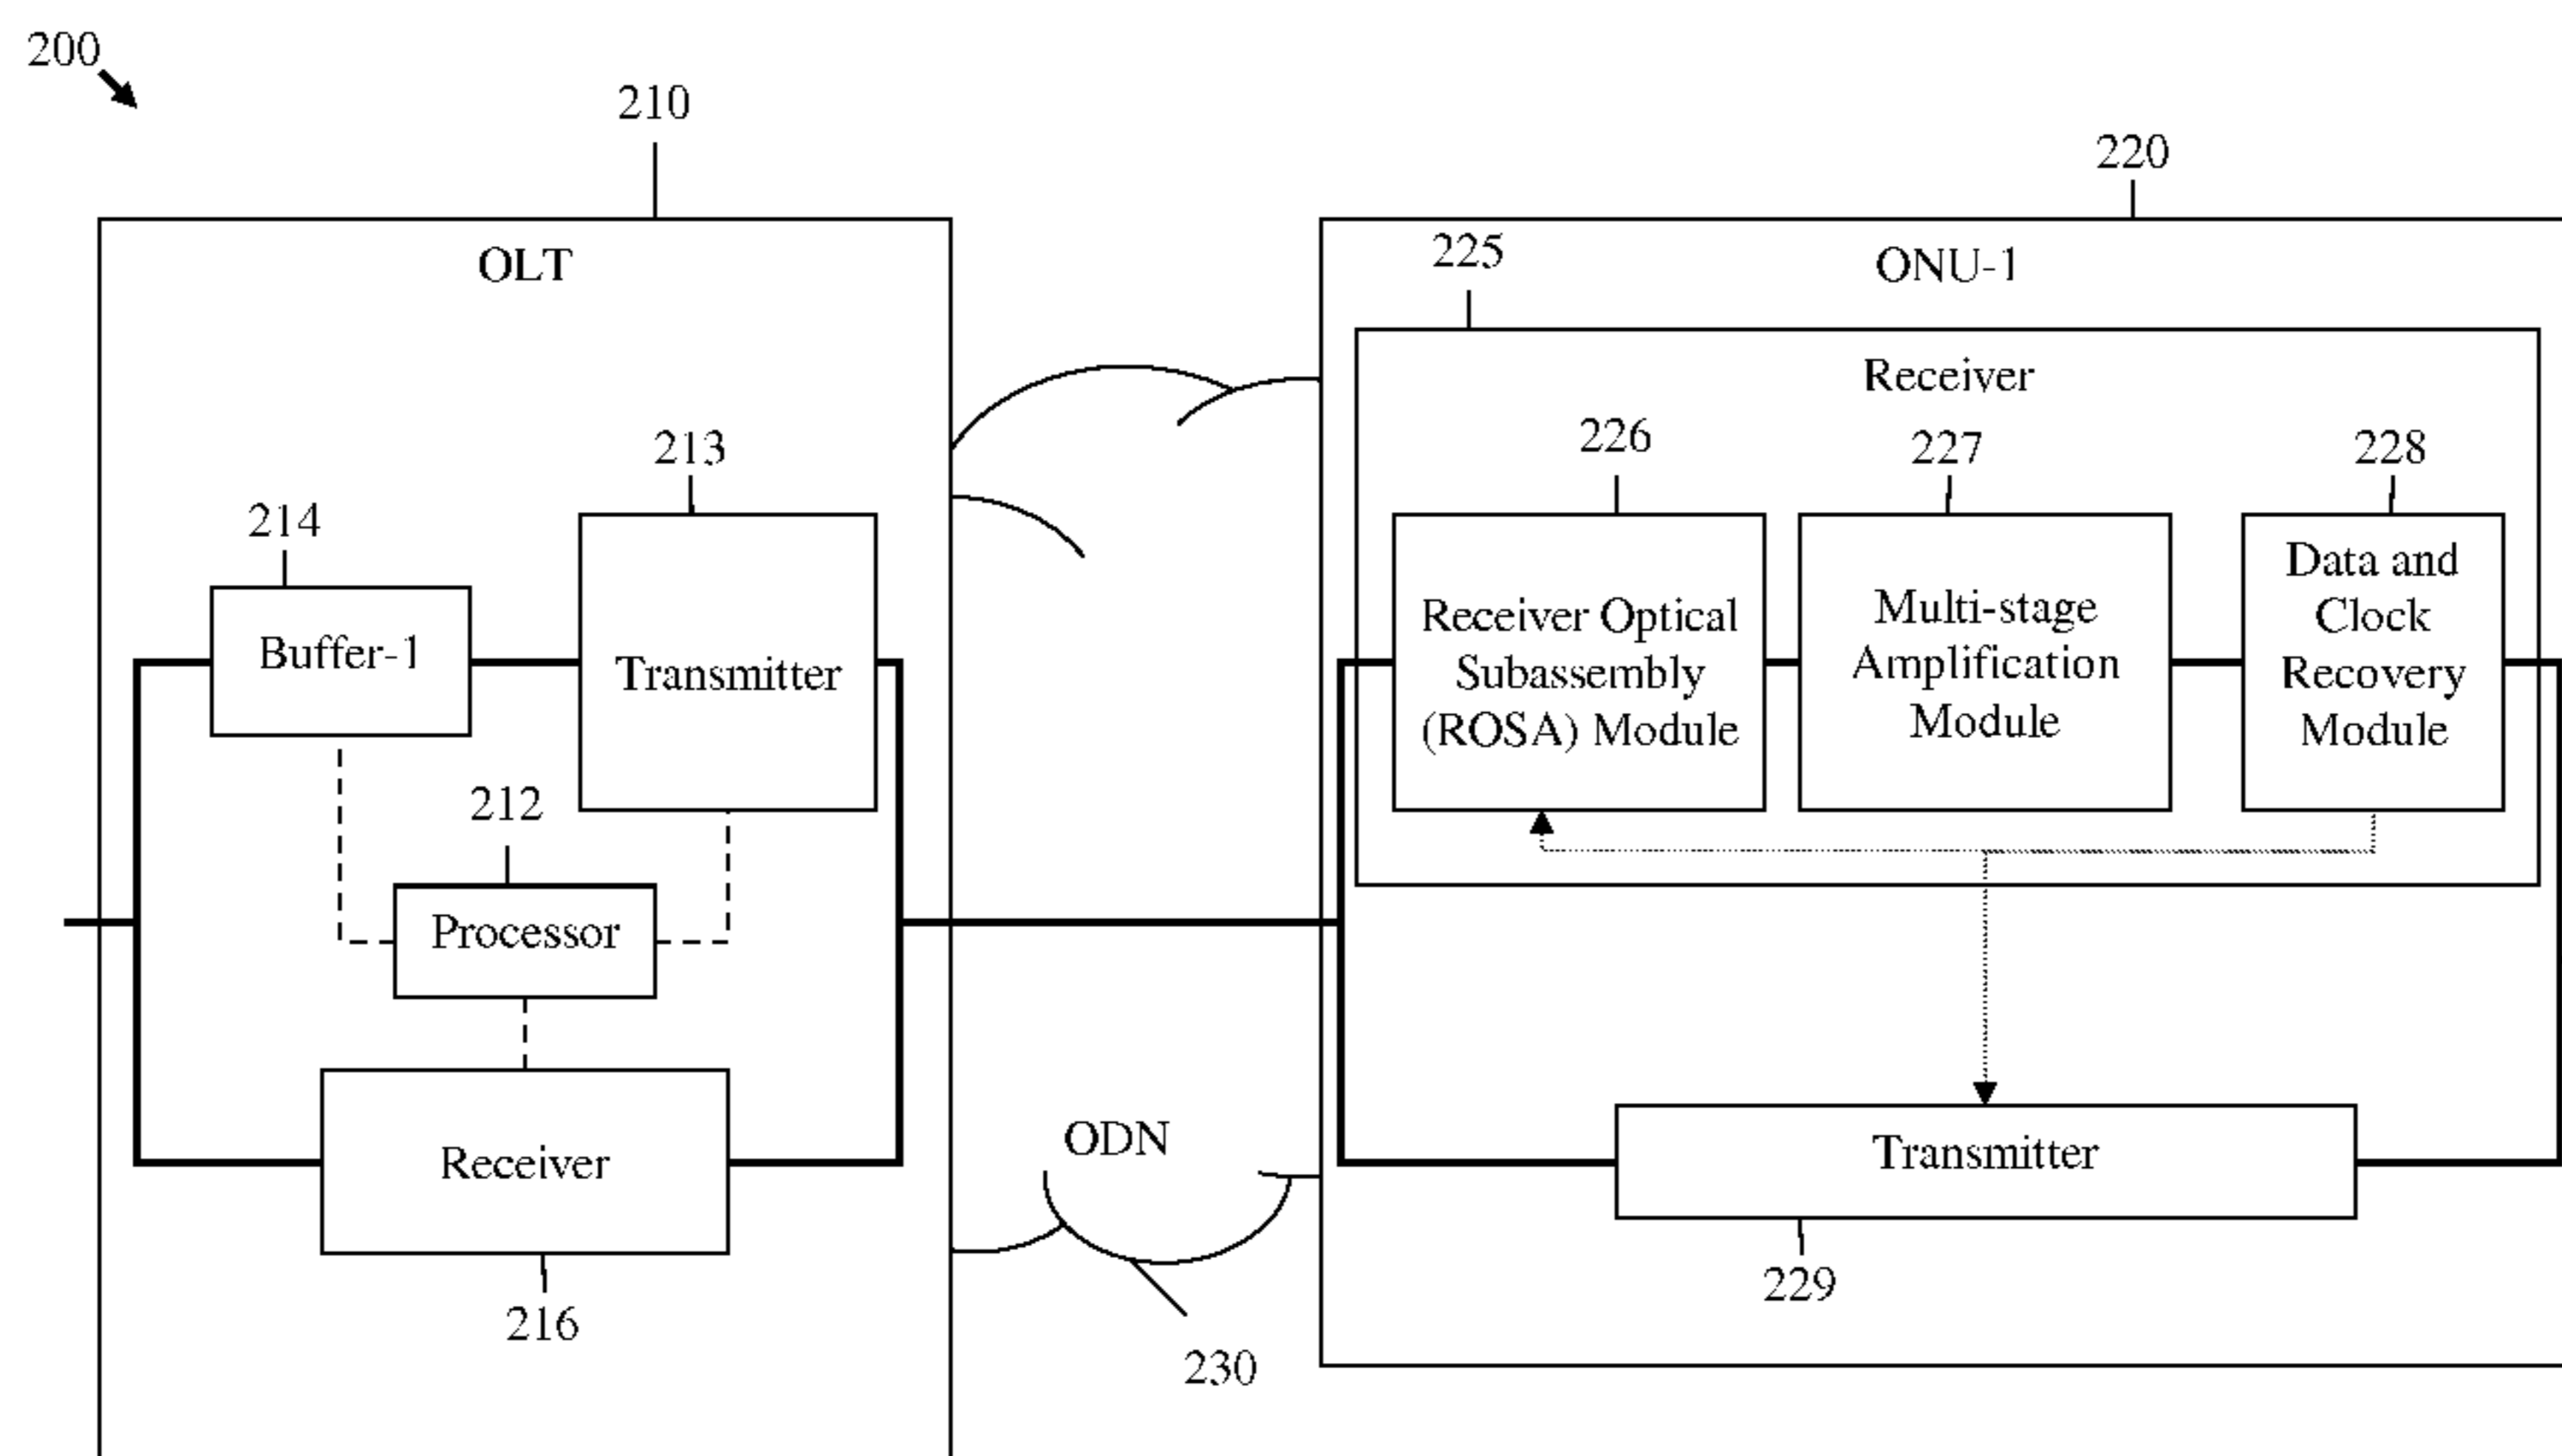 200
210
220
OLT
225
ONU-1
Receiver
213
226
227
228
214
Buffer-1
Transmitter
Receiver Optical
Subassembly
(ROSA) Module
Multi-stage
Amplification
Module
Data and
Clock
Recovery
Module
212
Processor
Receiver
216
ODN
230
Transmitter
229